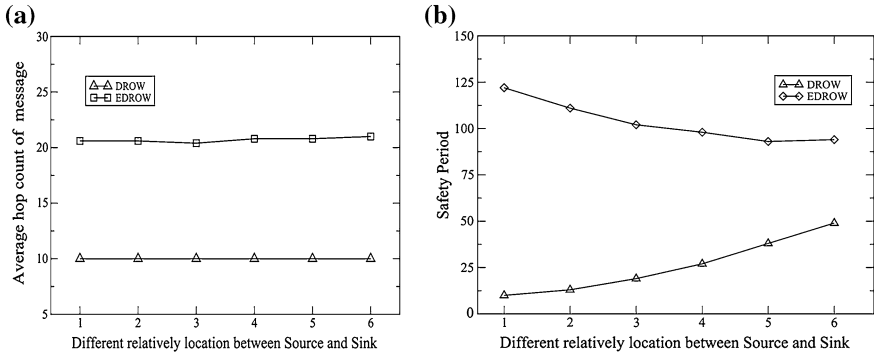 (a)
Average hop count of message
30
25
20
15
10
5
DROW
EDROW
1 2 3 4 5 6
Different relatively location between Source and Sink
(b)
Safety Period
150
125
100
75
50
25
0
DROW
EDROW
1 2 3 4 5 6
Different relatively location between Source and Sink